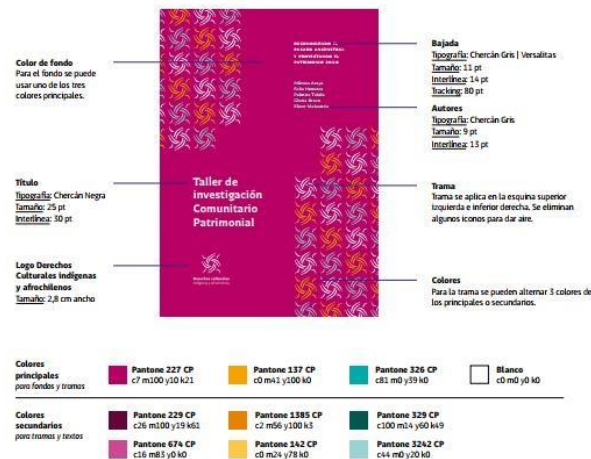 Color de fondo
Para el fondo se puede
usar uno de los tres
colores principales.
Título
Tipografía: Chercán Negra
Tamaño: 25 pt
Interlínea: 30 pt
Logo Derechos
Culturales indígenas
y afrochilenos
Tamaño: 2,8 cm ancho
Taller de
investigación
Comunitario
Patrimonial
Bajada
Tipografía: Chercán Gris | Versalitas
Tamaño: 11 pt
Interlínea: 14 pt
Tracking: 80 pt
Autores
Tipografía: Chercán Gris
Tamaño: 9 pt
Interlínea: 13 pt
Trama
Trama se aplica en la esquina superior
izquierda e inferior derecha. Se eliminan
algunos iconos para dar aire.
Colores
Para la trama se pueden alternar 3 colores de
los principales o secundarios.
Colores
principales
para fondos y tramas
Pantone 227 CP
c7 m100 y10 k21
Pantone 137 CP
c0 m41 y100 k0
Pantone 326 CP
c81 m0 y39 k0
Blanco
c0 m0 y0 k0
Colores
secundarios
para tramas y textos
Pantone 229 CP
c26 m100 y19 k61
Pantone 1385 CP
c2 m56 y100 k3
Pantone 329 CP
c100 m14 y60 k49
Pantone 674 CP
c16 m83 y0 k0
Pantone 142 CP
c0 m24 y78 k0
Pantone 3242 CP
c44 m0 y20 k0